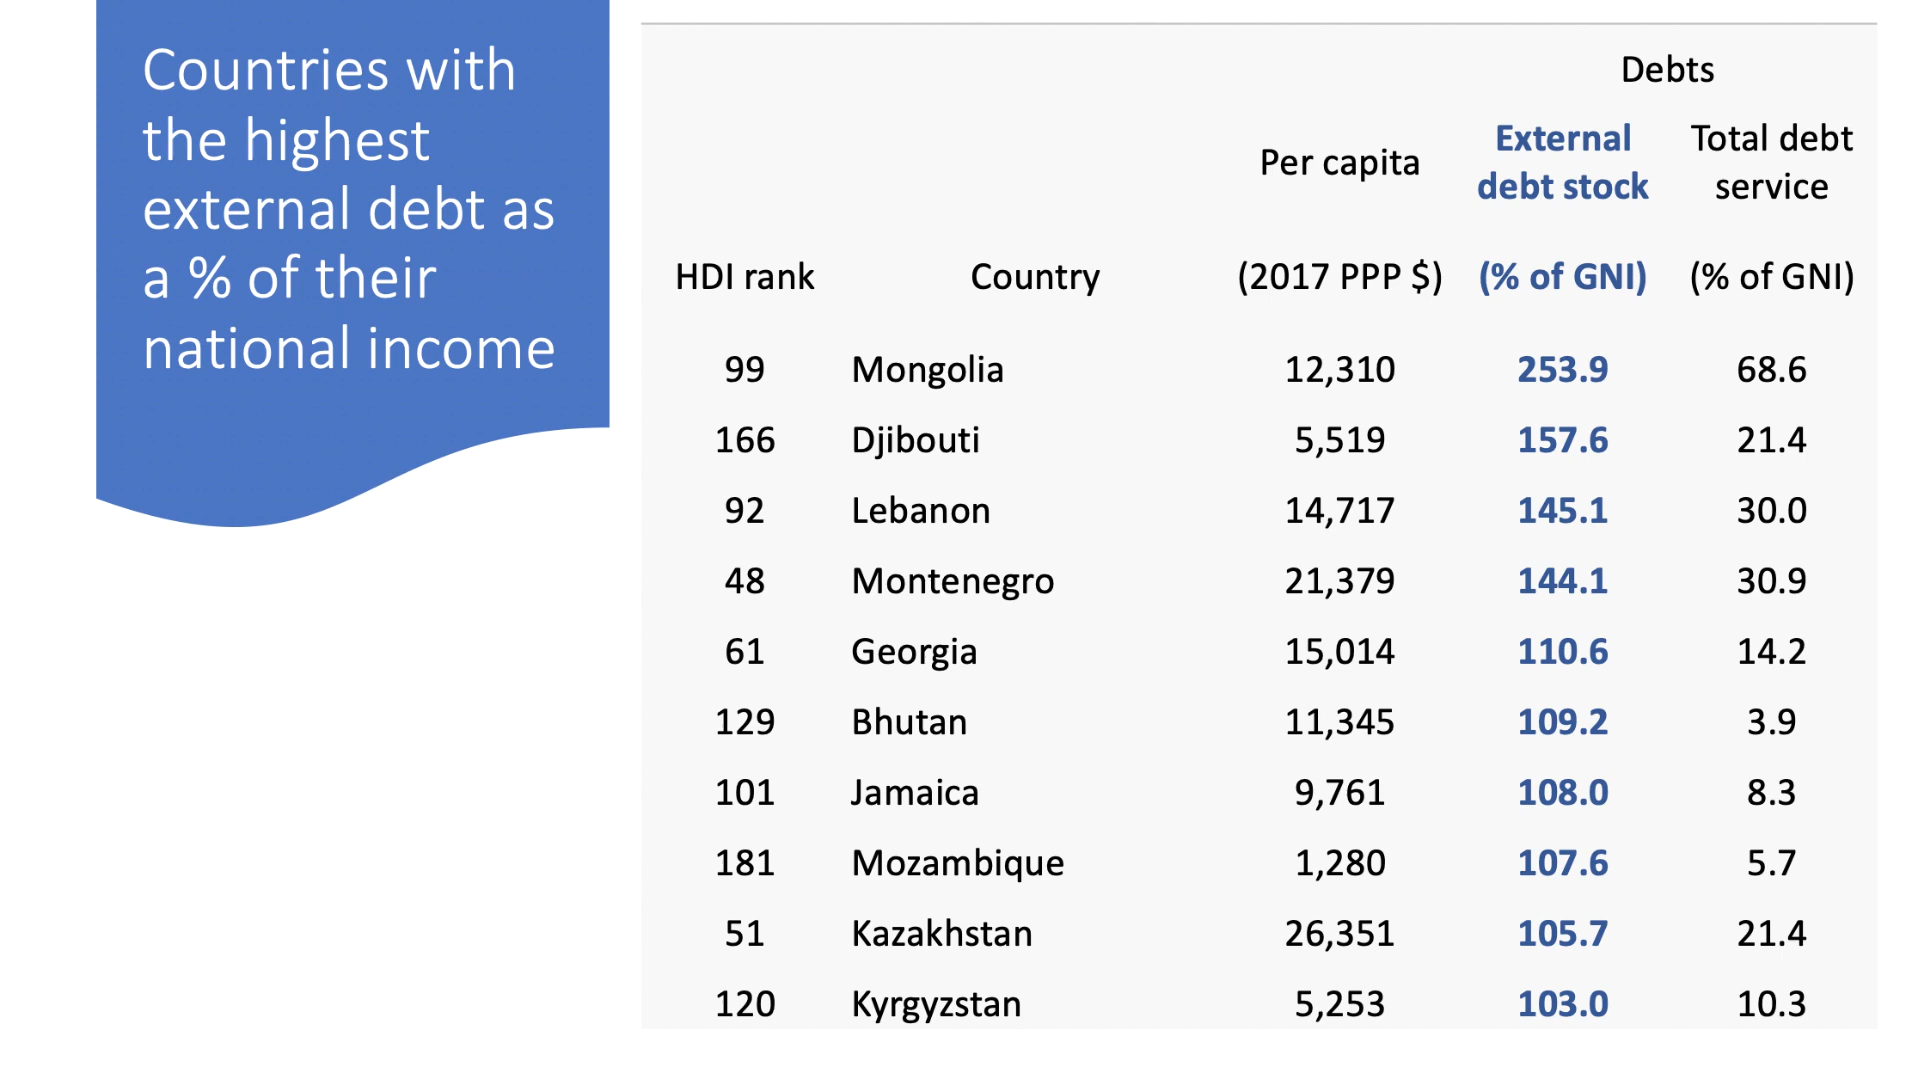 Countries with
the highest
external debt as
a % of their
national income
Debts
Per capita External debt stock Total debt service
HDI rank Country (2017 PPP $) (% of GNI) (% of GNI)
99 Mongolia 12,310 253.9 68.6
166 Djibouti 5,519 157.6 21.4
92 Lebanon 14,717 145.1 30.0
48 Montenegro 21,379 144.1 30.9
61 Georgia 15,014 110.6 14.2
129 Bhutan 11,345 109.2 3.9
101 Jamaica 9,761 108.0 8.3
181 Mozambique 1,280 107.6 5.7
51 Kazakhstan 26,351 105.7 21.4
120 Kyrgyzstan 5,253 103.0 10.3